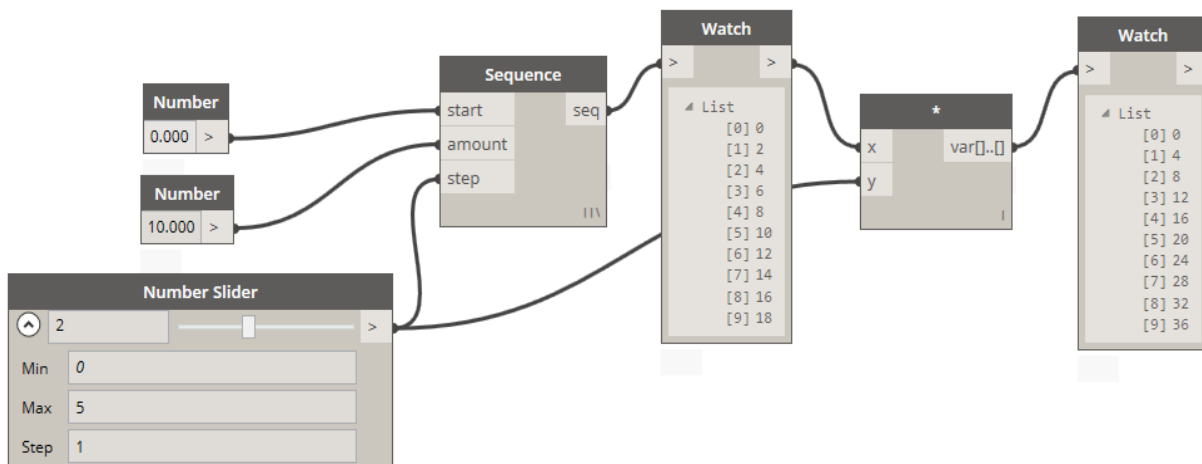 Number
0.000 >
Number
10.000 >
Number Slider
2 >
Min 0
Max 5
Step 1
Sequence
start seq
amount
step
Watch
> >
List
[0] 0
[1] 2
[2] 4
[3] 6
[4] 8
[5] 10
[6] 12
[7] 14
[8] 16
[9] 18
*
x var[]..[]
y
Watch
> >
List
[0] 0
[1] 4
[2] 8
[3] 12
[4] 16
[5] 20
[6] 24
[7] 28
[8] 32
[9] 36